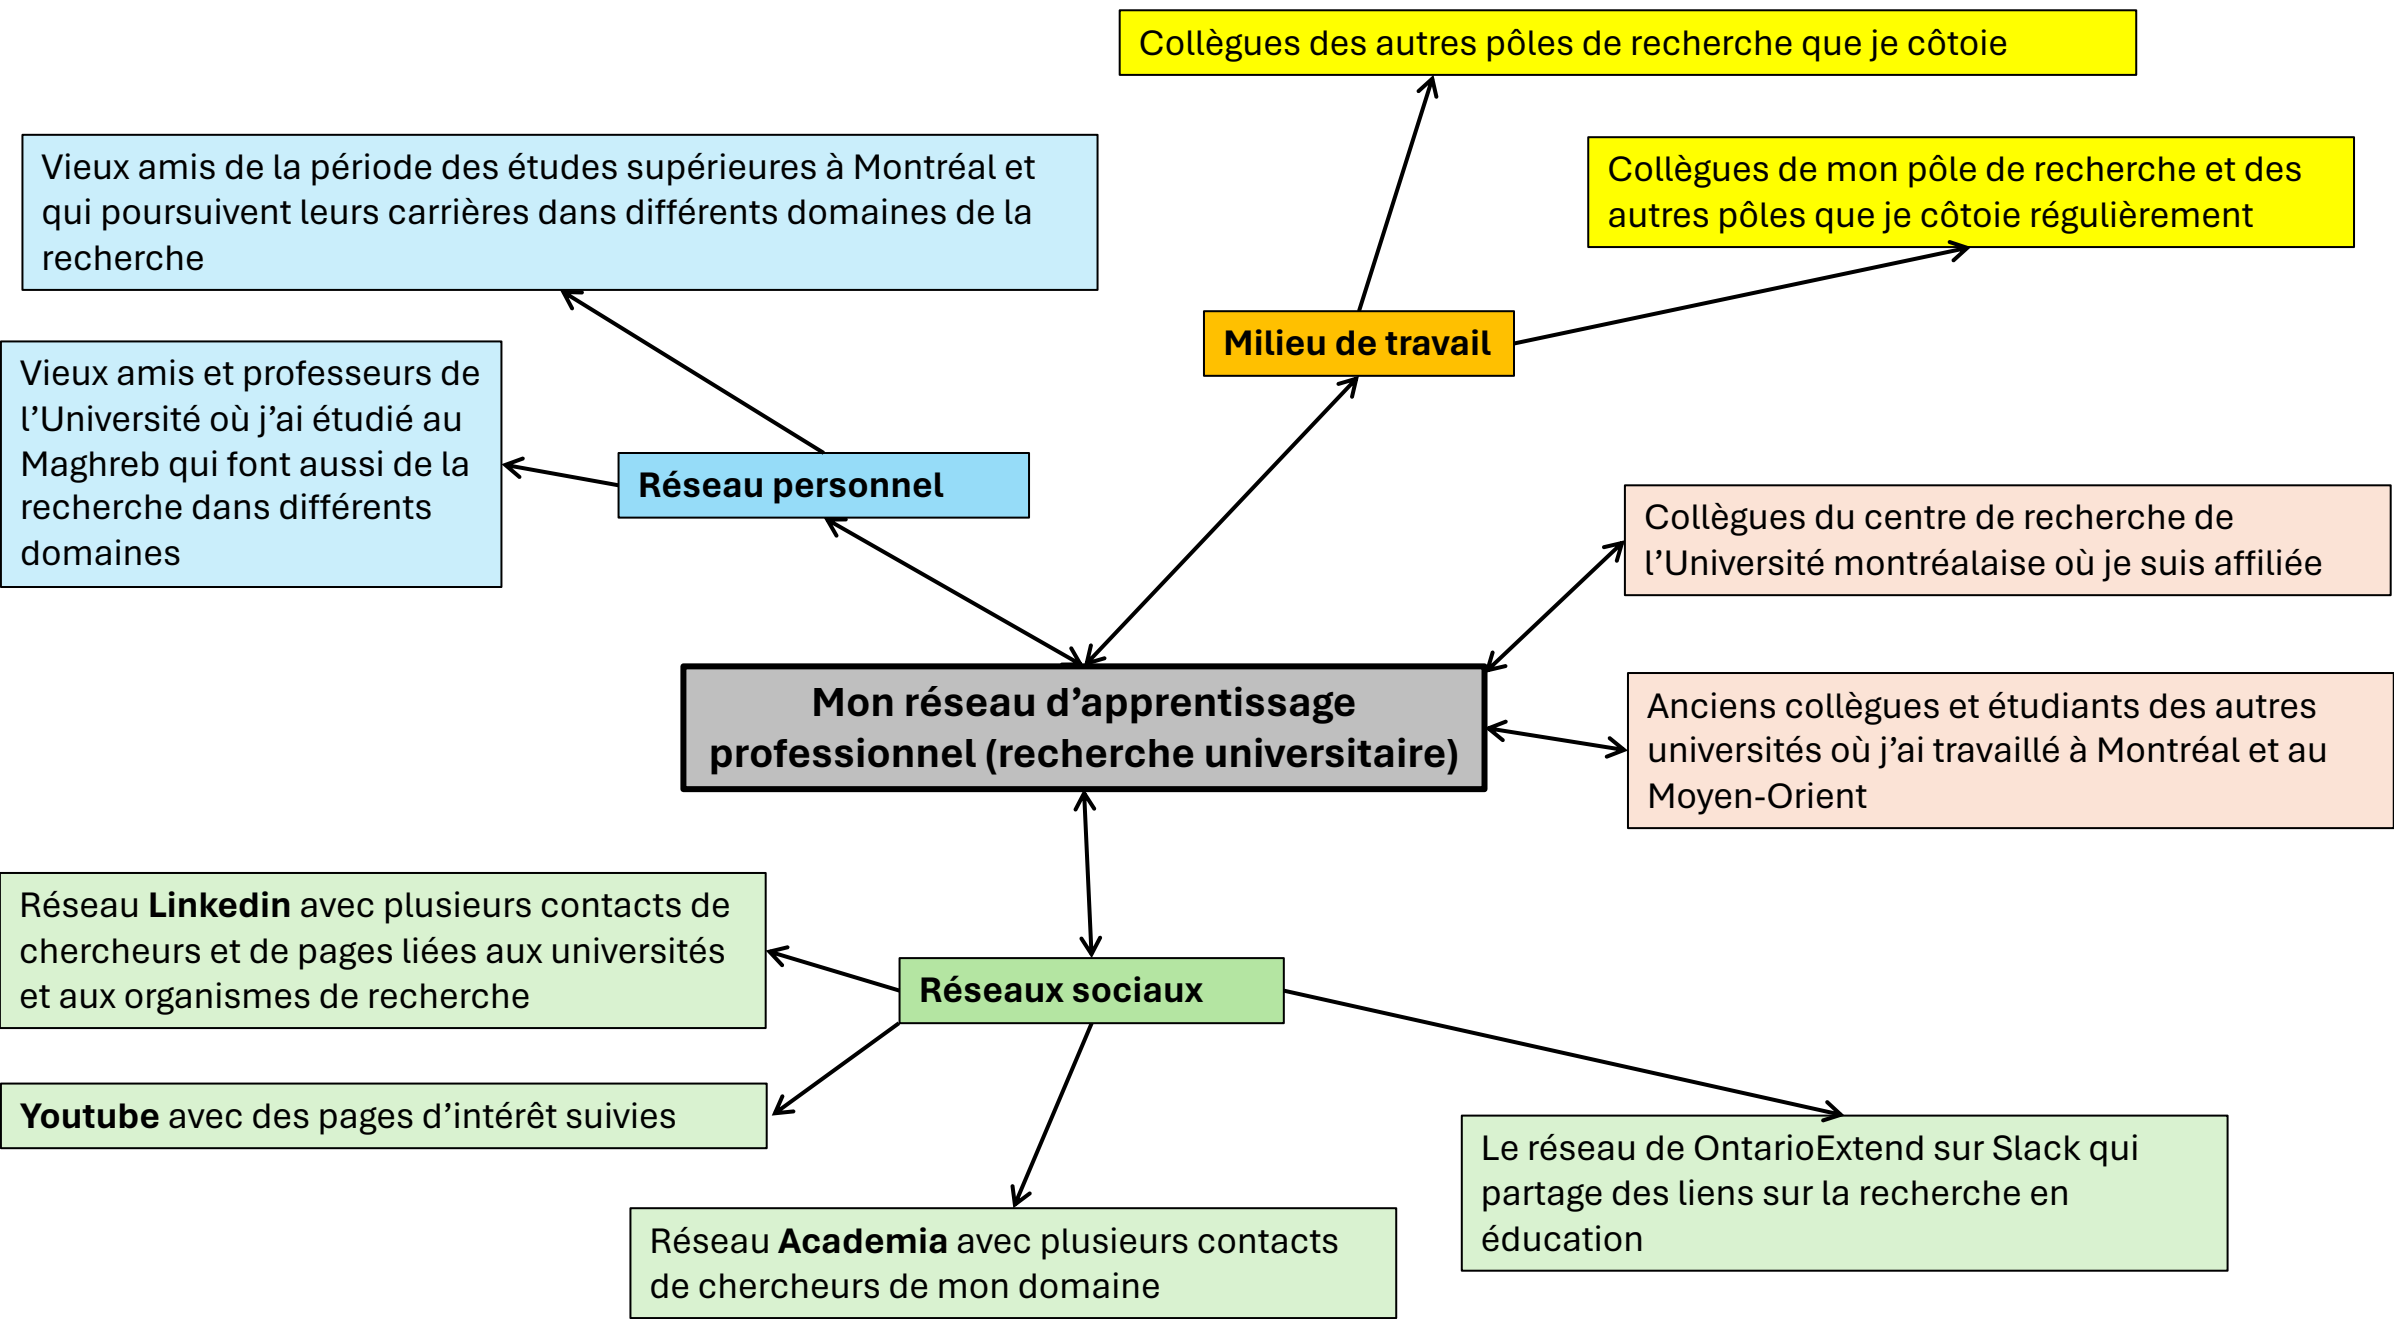 Collègues des autres pôles de recherche que je côtoie
Vieux amis de la période des études supérieures à Montréal et
qui poursuivent leurs carrières dans différents domaines de la
recherche
Collègues de mon pôle de recherche et des
autres pôles que je côtoie régulièrement
Milieu de travail
Vieux amis et professeurs de
l’Université où j’ai étudié au
Maghreb qui font aussi de la
recherche dans différents
domaines
Réseau personnel
Collègues du centre de recherche de
l’Université montréalaise où je suis affiliée
Mon réseau d’apprentissage
professionnel (recherche universitaire)
Anciens collègues et étudiants des autres
universités où j’ai travaillé à Montréal et au
Moyen-Orient
Réseau Linkedin avec plusieurs contacts de
chercheurs et de pages liées aux universités
et aux organismes de recherche
Réseaux sociaux
Youtube avec des pages d’intérêt suivies
Le réseau de OntarioExtend sur Slack qui
partage des liens sur la recherche en
éducation
Réseau Academia avec plusieurs contacts
de chercheurs de mon domaine